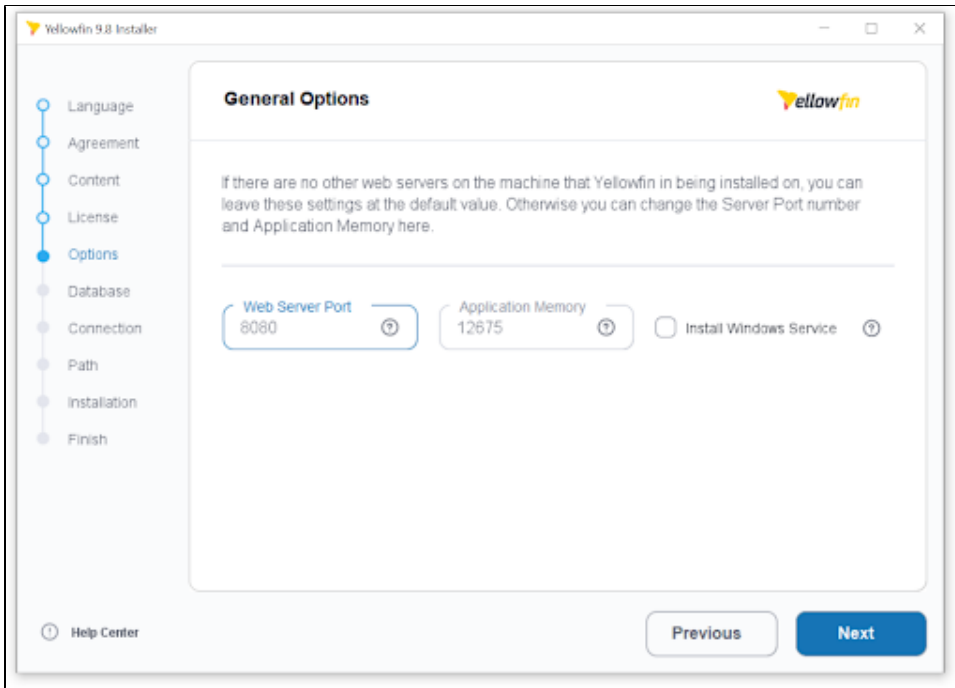 Yellowfin 9.8 Installer
Language
Agreement
Content
License
Options
Database
Connection
Path
Installation
Finish
General Options
Yellowfin
If there are no other web servers on the machine that Yellowfin in being installed on, you can
leave these settings at the default value. Otherwise you can change the Server Port number
and Application Memory here.
Web Server Port
8080
Application Memory
12675
Install Windows Service
Help Center
Previous
Next